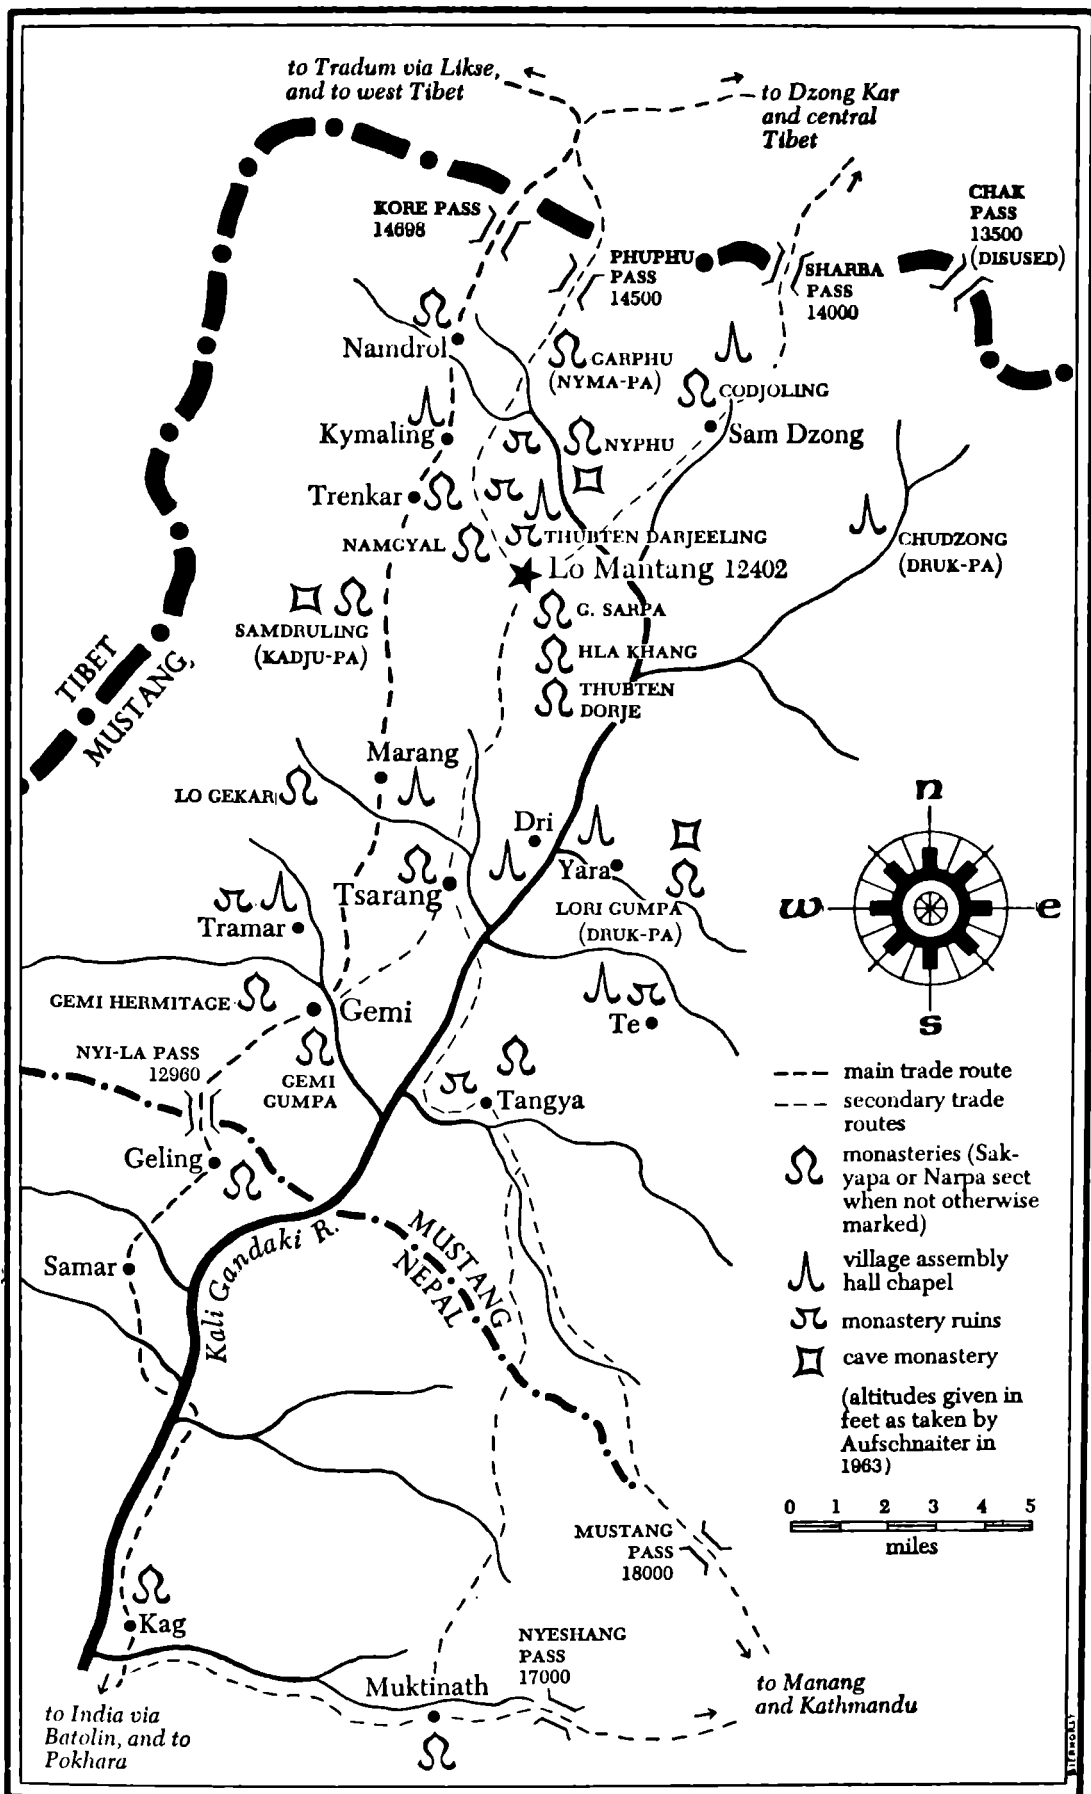 to Tradum via Likse,
and to west Tibet
to Dzong Kar
and central
Tibet
KORE PASS
14698
CHAK
PASS
13500
(DISUSED)
PHUPHU
PASS
14500
SHARBA
PASS
14000
Namdrol
GARPHU
(NYMA-PA)
CODJOLING
Kymaling
NYPHU
Sam Dzong
Trenkar
NAMGYAL
THUBTEN DARJEELING
CHUDZONG
(DRUK-PA)
Lo Mantang 12402
SAMDRULING
(KADJU-PA)
G. SARPA
HLA KHANG
THUBTEN
DORJE
TIBET
MUSTANG
Marang
LO GEKAR
Dri
Yara
Tsarang
LORI GUMPA
(DRUK-PA)
Tramar
n
w
e
s
GEMI HERMITAGE
Gemi
Te
NYI-LA PASS
12960
GEMI
GUMPA
Tangya
Geling
Samar
Kali Gandaki R.
MUSTANG
NEPAL
main trade route
secondary trade
routes
monasteries (Sak-
yapa or Narpa sect
when not otherwise
marked)
village assembly
hall chapel
monastery ruins
cave monastery
(altitudes given in
feet as taken by
Aufschnaiter in
1963)
0 1 2 3 4 5
miles
MUSTANG
PASS
18000
Kag
NYESHANG
PASS
17000
Muktinath
to Manang
and Kathmandu
to India via
Batolin, and to
Pokhara